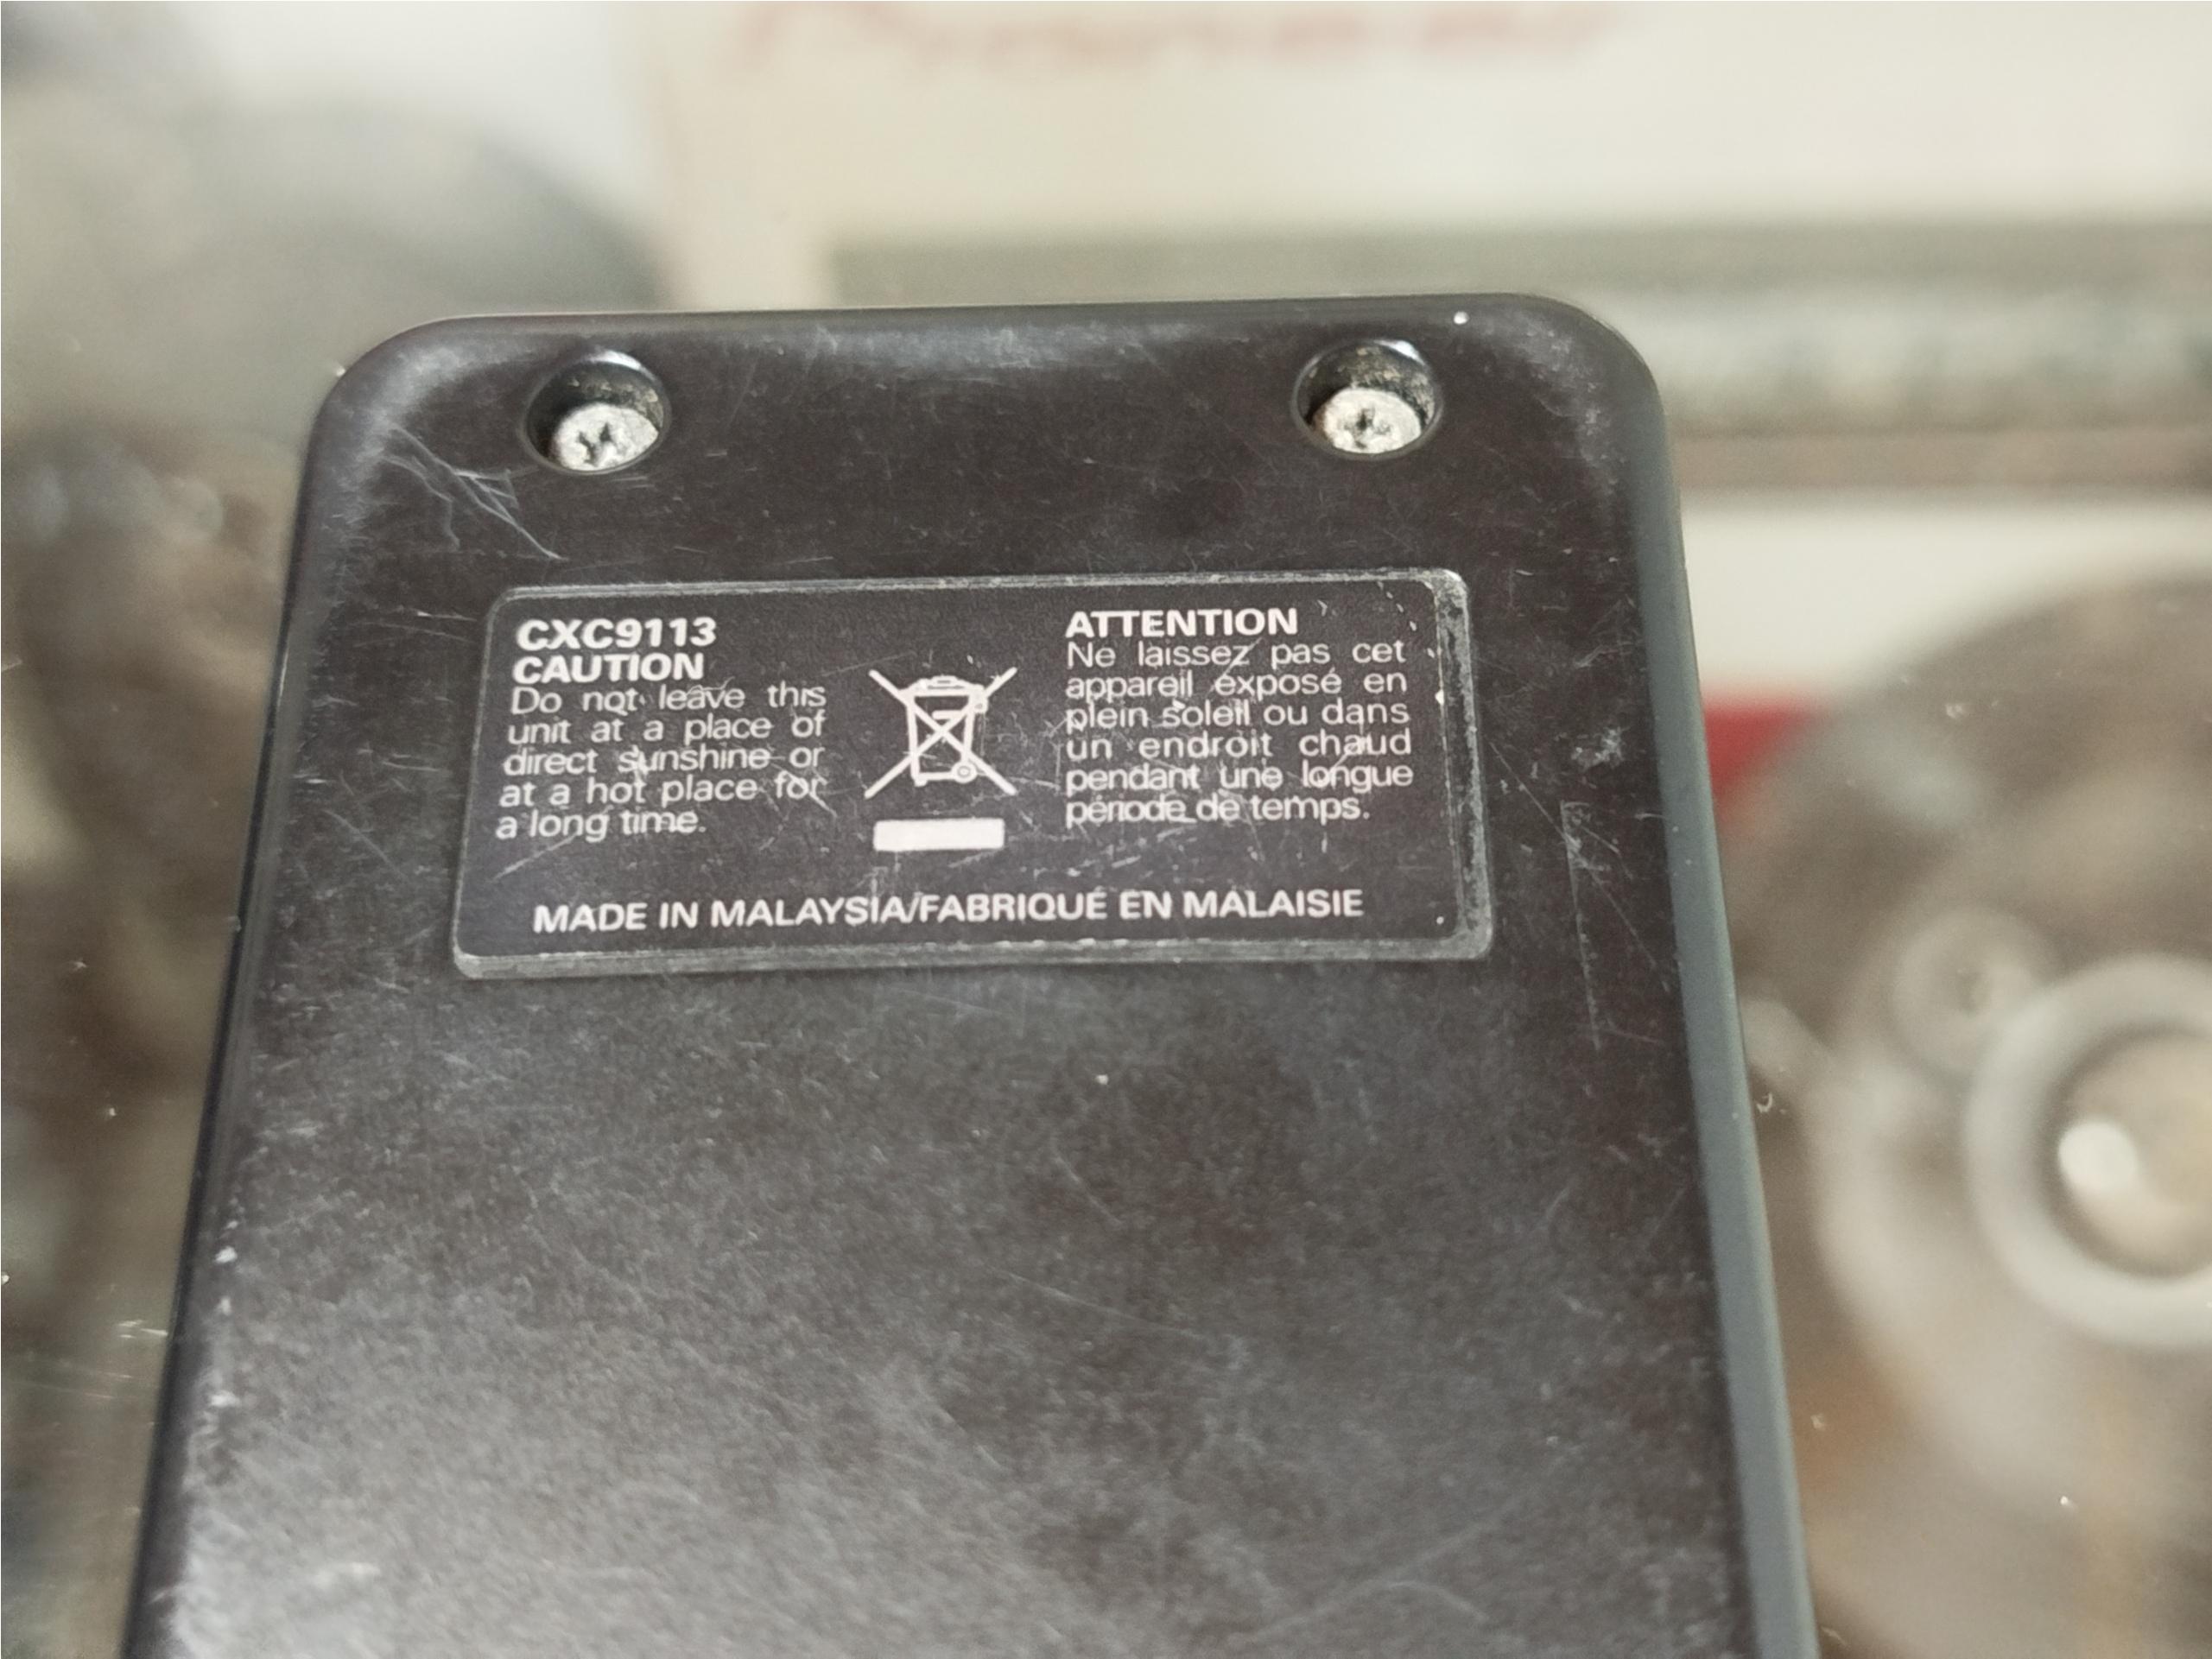 CXC9113
CAUTION
Do not leave this
unit at a place of
direct sunshine or
at a hot place for
a long time.
ATTENTION
Ne laissez pas cet
appareil exposé en
plein soleil ou dans
un endroit chaud
pendant une longue
période de temps.
MADE IN MALAYSIA/FABRIQUÉ EN MALAISIE